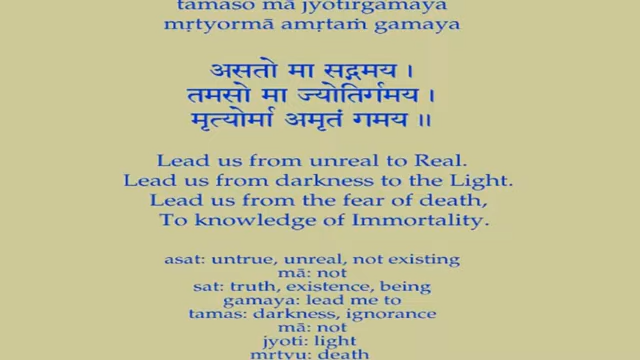 tamaso mā jyotirgamaya
mṛtyormā amṛtaṁ gamaya
असतो मा सद्गमय ।
तमसो मा ज्योतिर्गमय ।
मृत्योर्मा अमृतं गमय ॥
Lead us from unreal to Real.
Lead us from darkness to the Light.
Lead us from the fear of death,
To knowledge of Immortality.
asat: untrue, unreal, not existing
mā: not
sat: truth, existence, being
gamaya: lead me to
tamas: darkness, ignorance
mā: not
jyoti: light
mṛtyu: death